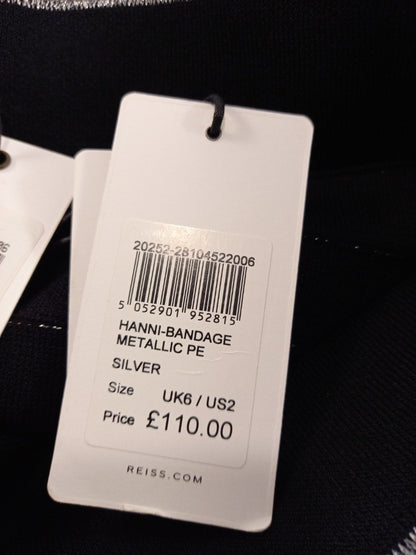 20252-28104522006
5 052901 952815
HANNI-BANDAGE
METALLIC PE
SILVER
Size UK6 / US2
Price £110.00
REISS.COM